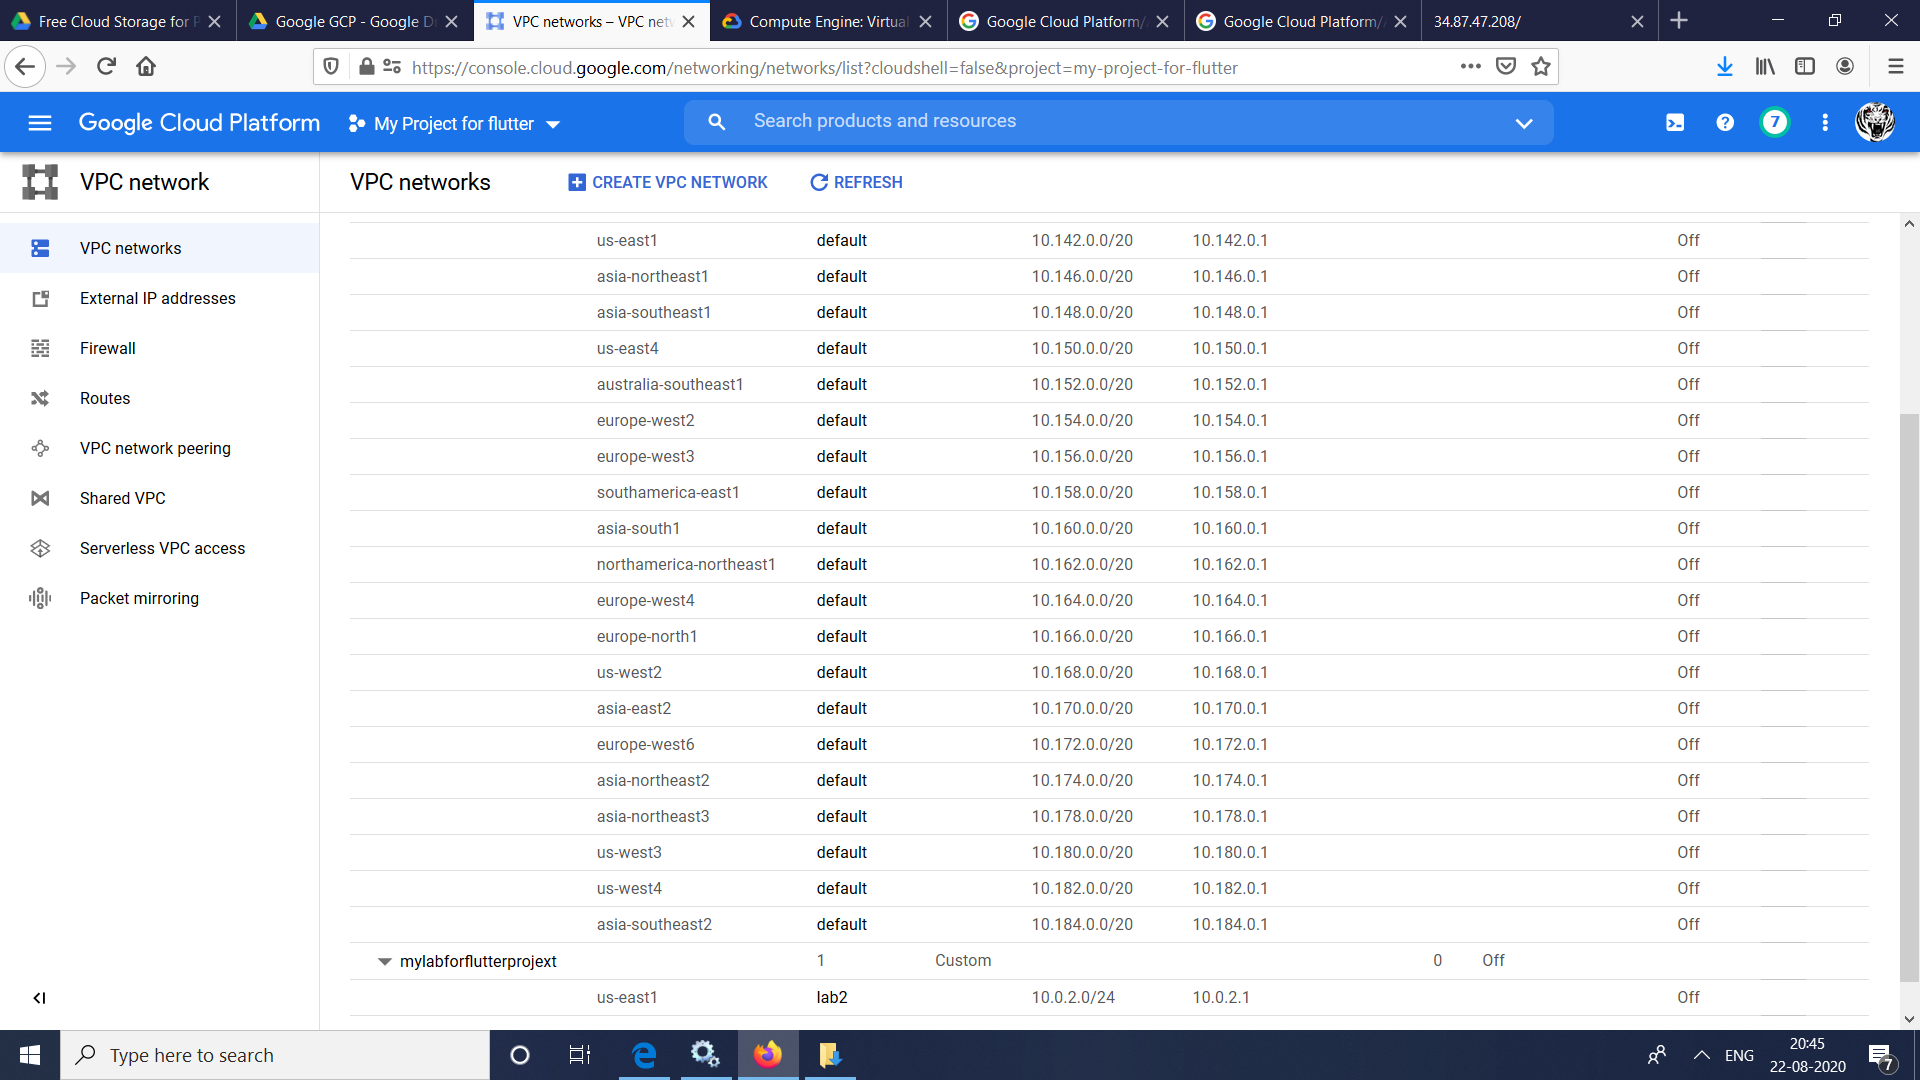 Free Cloud Storage for P
Google GCP - Google D
VPC networks – VPC netw
Compute Engine: Virtual
Google Cloud Platform/
Google Cloud Platform/
34.87.47.208/
https://console.cloud.google.com/networking/networks/list?cloudshell=false&project=my-project-for-flutter
Google Cloud Platform
My Project for flutter
Search products and resources
7
VPC network
VPC networks
CREATE VPC NETWORK
REFRESH
VPC networks
External IP addresses
Firewall
Routes
VPC network peering
Shared VPC
Serverless VPC access
Packet mirroring
us-east1 default 10.142.0.0/20 10.142.0.1 Off
asia-northeast1 default 10.146.0.0/20 10.146.0.1 Off
asia-southeast1 default 10.148.0.0/20 10.148.0.1 Off
us-east4 default 10.150.0.0/20 10.150.0.1 Off
australia-southeast1 default 10.152.0.0/20 10.152.0.1 Off
europe-west2 default 10.154.0.0/20 10.154.0.1 Off
europe-west3 default 10.156.0.0/20 10.156.0.1 Off
southamerica-east1 default 10.158.0.0/20 10.158.0.1 Off
asia-south1 default 10.160.0.0/20 10.160.0.1 Off
northamerica-northeast1 default 10.162.0.0/20 10.162.0.1 Off
europe-west4 default 10.164.0.0/20 10.164.0.1 Off
europe-north1 default 10.166.0.0/20 10.166.0.1 Off
us-west2 default 10.168.0.0/20 10.168.0.1 Off
asia-east2 default 10.170.0.0/20 10.170.0.1 Off
europe-west6 default 10.172.0.0/20 10.172.0.1 Off
asia-northeast2 default 10.174.0.0/20 10.174.0.1 Off
asia-northeast3 default 10.178.0.0/20 10.178.0.1 Off
us-west3 default 10.180.0.0/20 10.180.0.1 Off
us-west4 default 10.182.0.0/20 10.182.0.1 Off
asia-southeast2 default 10.184.0.0/20 10.184.0.1 Off
mylabforflutterprojext 1 Custom 0 Off
us-east1 lab2 10.0.2.0/24 10.0.2.1 Off
Type here to search
ENG
20:45
22-08-2020
7